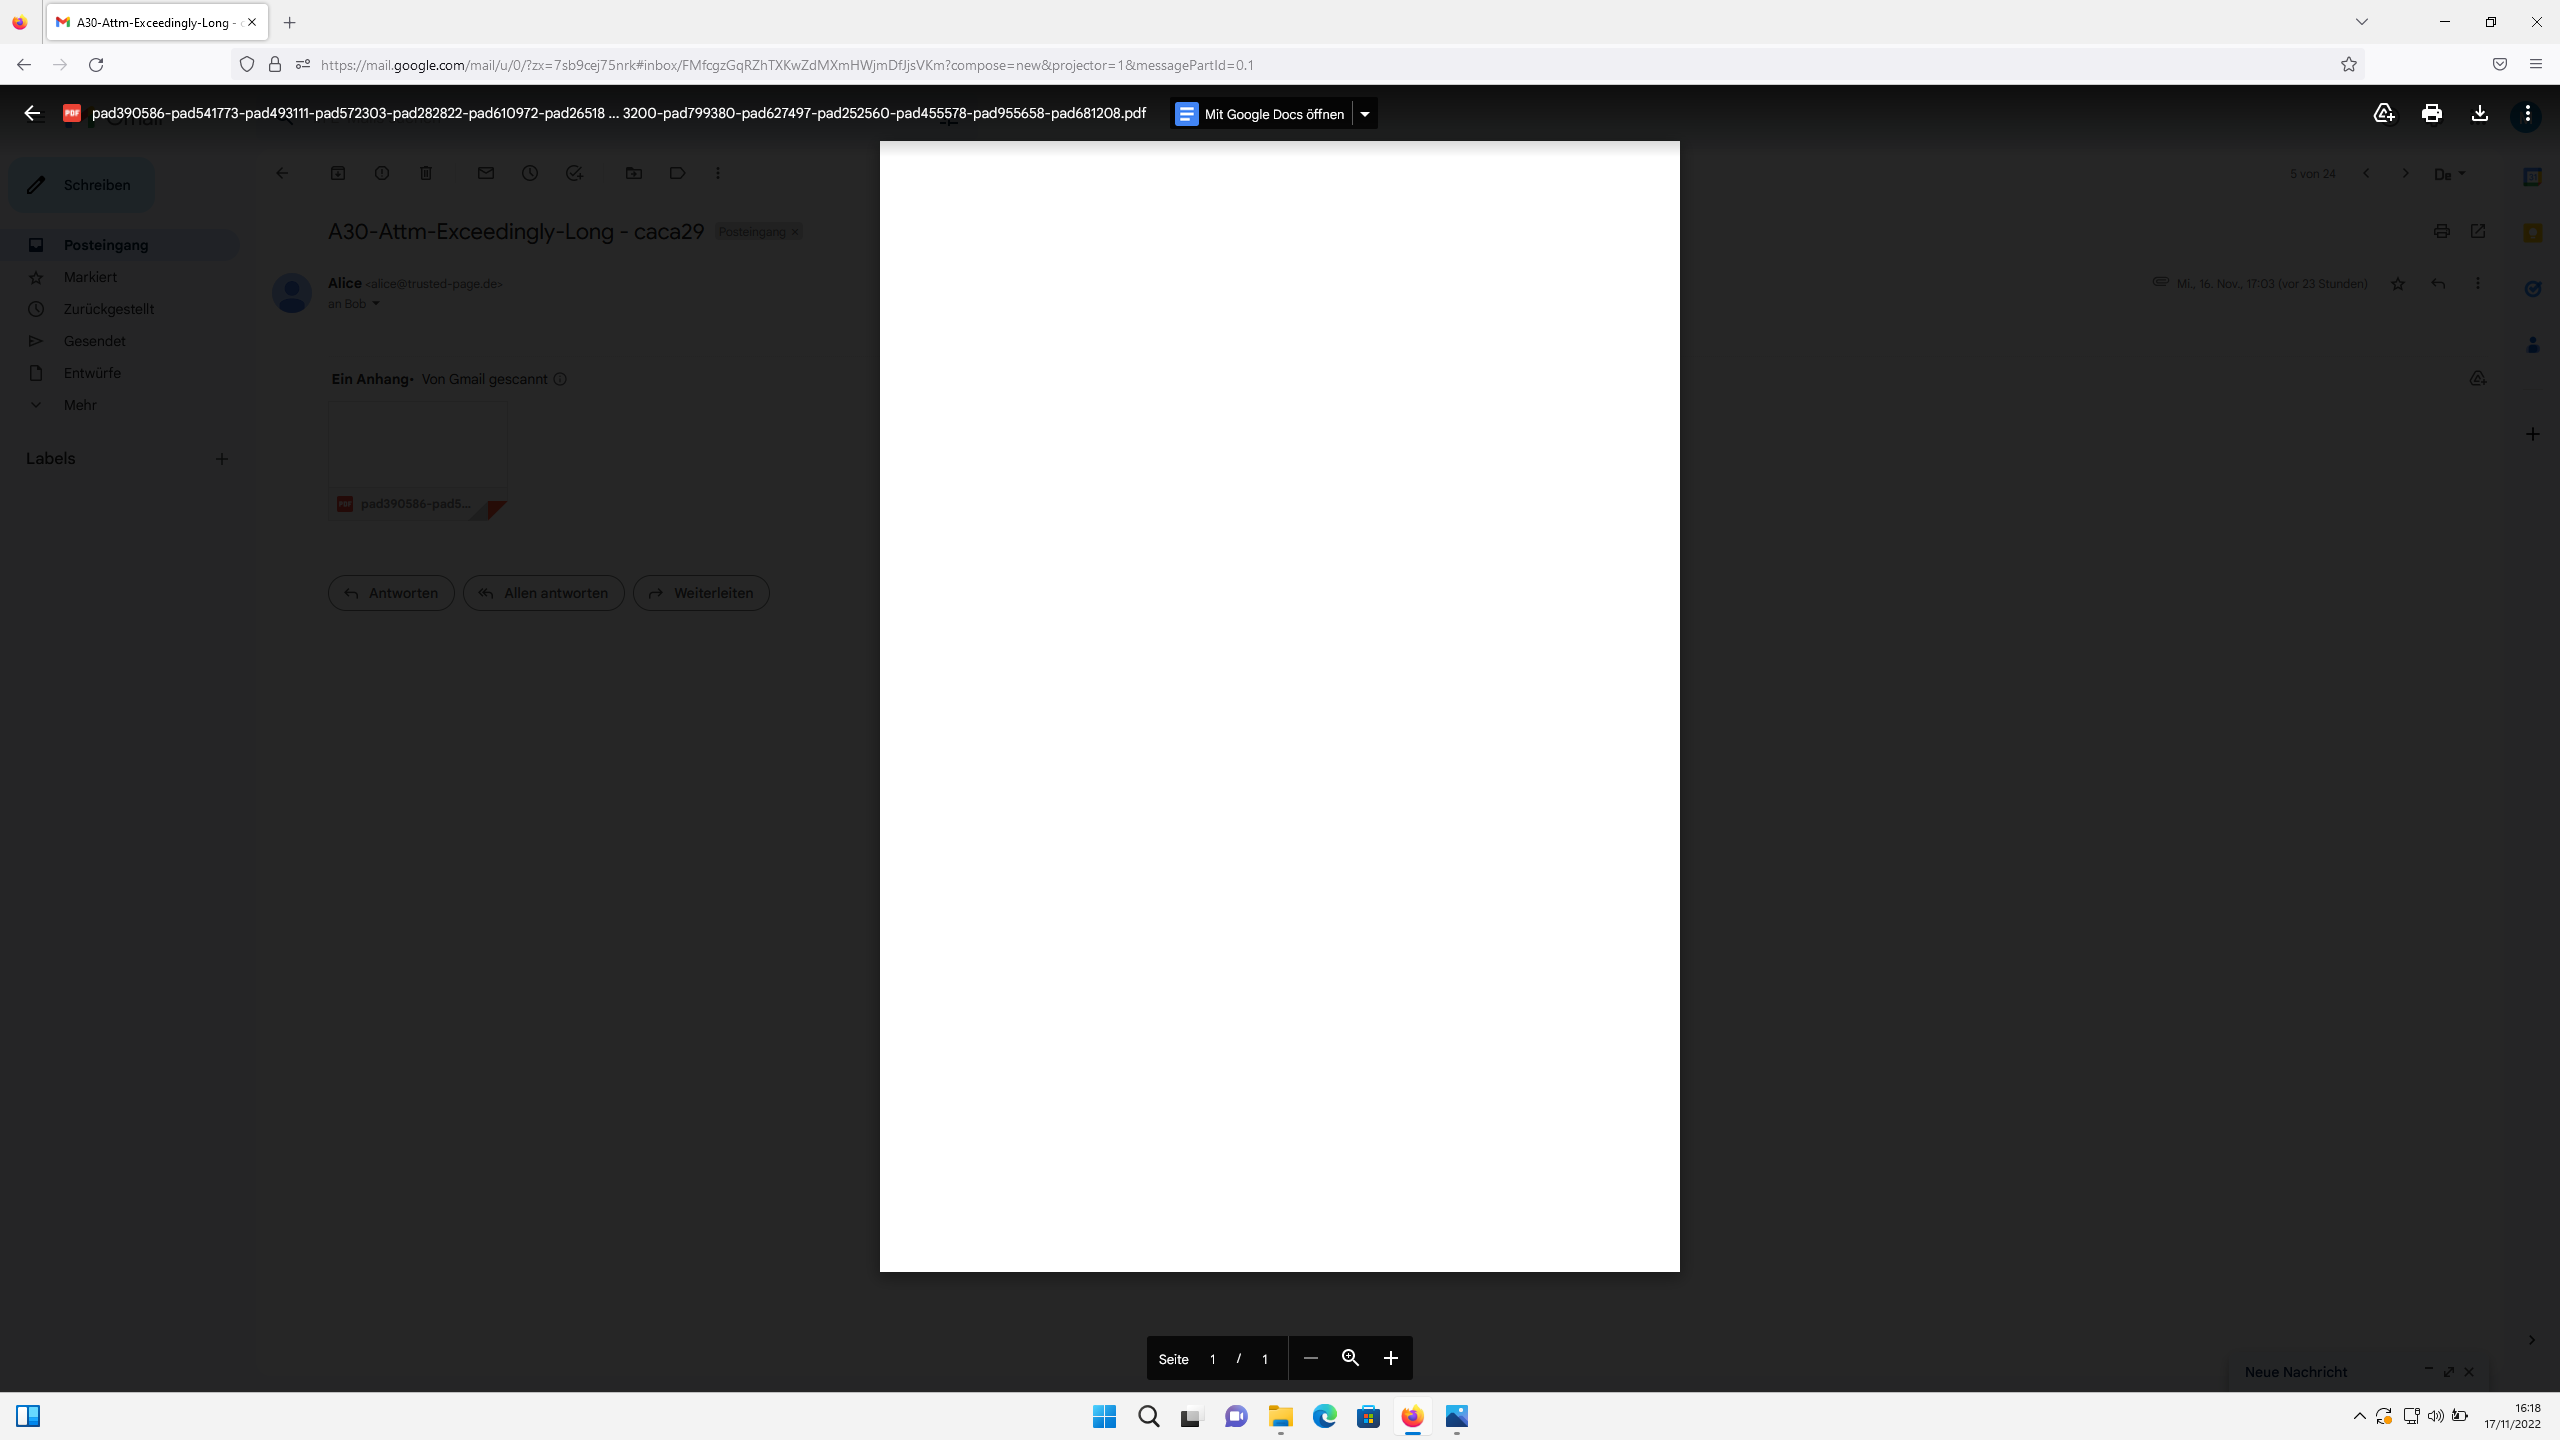 A30-Attm-Exceedingly-Long - c
https://mail.google.com/mail/u/0/?zx=7sb9cej75nrk#inbox/FMfcgzGqRZhTXKwZdMXmHWjmDfJjsVKm?compose=new&projector=1&messagePartId=0.1
PDF pad390586-pad541773-pad493111-pad572303-pad282822-pad610972-pad26518 ... 3200-pad799380-pad627497-pad252560-pad455578-pad955658-pad681208.pdf Mit Google Docs öffnen
Schreiben
5 von 24 De
Posteingang
A30-Attm-Exceedingly-Long - caca29 Posteingang
Markiert
Alice <alice@trusted-page.de> Mi., 16. Nov., 17:03 (vor 23 Stunden)
an Bob
Zurückgestellt
Gesendet
Entwürfe
Ein Anhang• Von Gmail gescannt
Mehr
Labels
PDF pad390586-pad5...
Antworten Allen antworten Weiterleiten
Seite 1 / 1
Neue Nachricht
16:18
17/11/2022